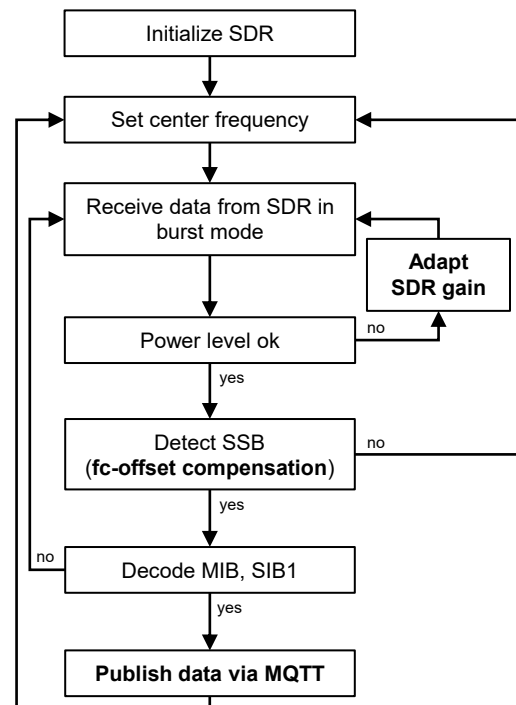 Initialize SDR
Set center frequency
Receive data from SDR in
burst mode
Adapt
SDR gain
Power level ok
no
yes
Detect SSB
(fc-offset compensation)
no
yes
no
Decode MIB, SIB1
yes
Publish data via MQTT